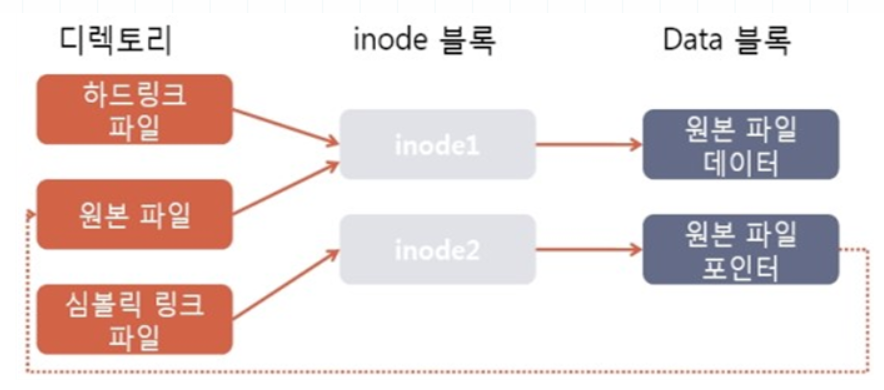 디렉토리
inode 블록
Data 블록
하드링크
파일
inode1
원본 파일
데이터
원본 파일
inode2
원본 파일
포인터
심볼릭 링크
파일